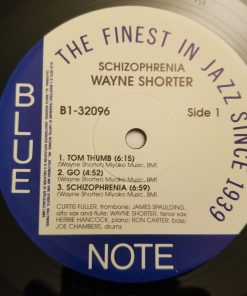 THE FINEST IN JAZZ SINCE 1939
BLUE
NOTE
SCHIZOPHRENIA
WAYNE SHORTER
B1-32096
Side 1
1. TOM THUMB (6:15)
(Wayne Shorter) Miyako Music, BMI
2. GO (4:52)
(Wayne Shorter) Miyako Music, BMI
3. SCHIZOPHRENIA (6:59)
(Wayne Shorter) Miyako Music, BMI
CURTIS FULLER, trombone: JAMES SPAULDING,
alto sax and flute; WAYNE SHORTER, tenor sax;
HERBIE HANCOCK, piano; RON CARTER, bass;
JOE CHAMBERS, drums